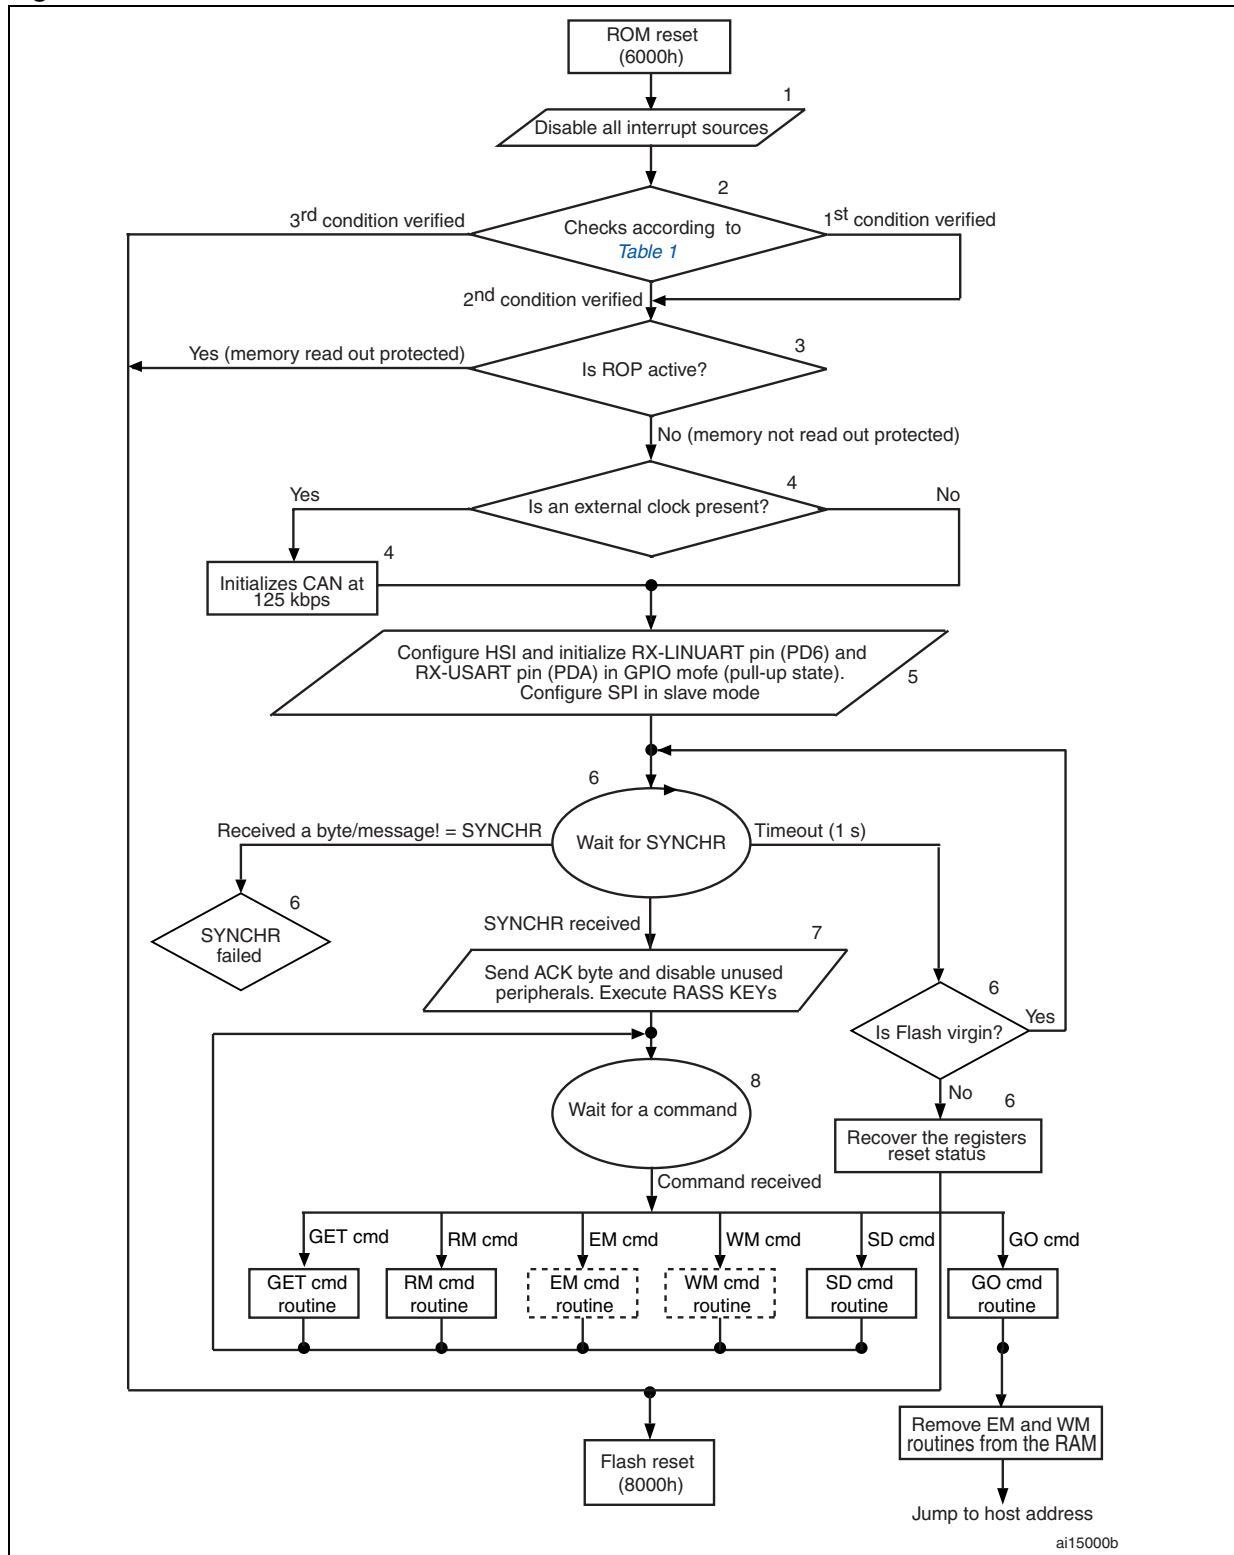 ROM reset
(6000h)
1
Disable all interrupt sources
2
3rd condition verified
1st condition verified
Checks according to
Table 1
2nd condition verified
3
Yes (memory read out protected)
Is ROP active?
No (memory not read out protected)
4
Yes
No
Is an external clock present?
4
Initializes CAN at
125 kbps
Configure HSI and initialize RX-LINUART pin (PD6) and
RX-USART pin (PDA) in GPIO mofe (pull-up state).
Configure SPI in slave mode
5
6
Received a byte/message! = SYNCHR
Wait for SYNCHR
Timeout (1 s)
6
SYNCHR
failed
SYNCHR received
7
Send ACK byte and disable unused
peripherals. Execute RASS KEYs
6
Is Flash virgin?
Yes
8
Wait for a command
No
6
Recover the registers
reset status
Command received
GET cmd
RM cmd
EM cmd
WM cmd
SD cmd
GO cmd
GET cmd
routine
RM cmd
routine
EM cmd
routine
WM cmd
routine
SD cmd
routine
GO cmd
routine
Remove EM and WM
routines from the RAM
Flash reset
(8000h)
Jump to host address
ai15000b